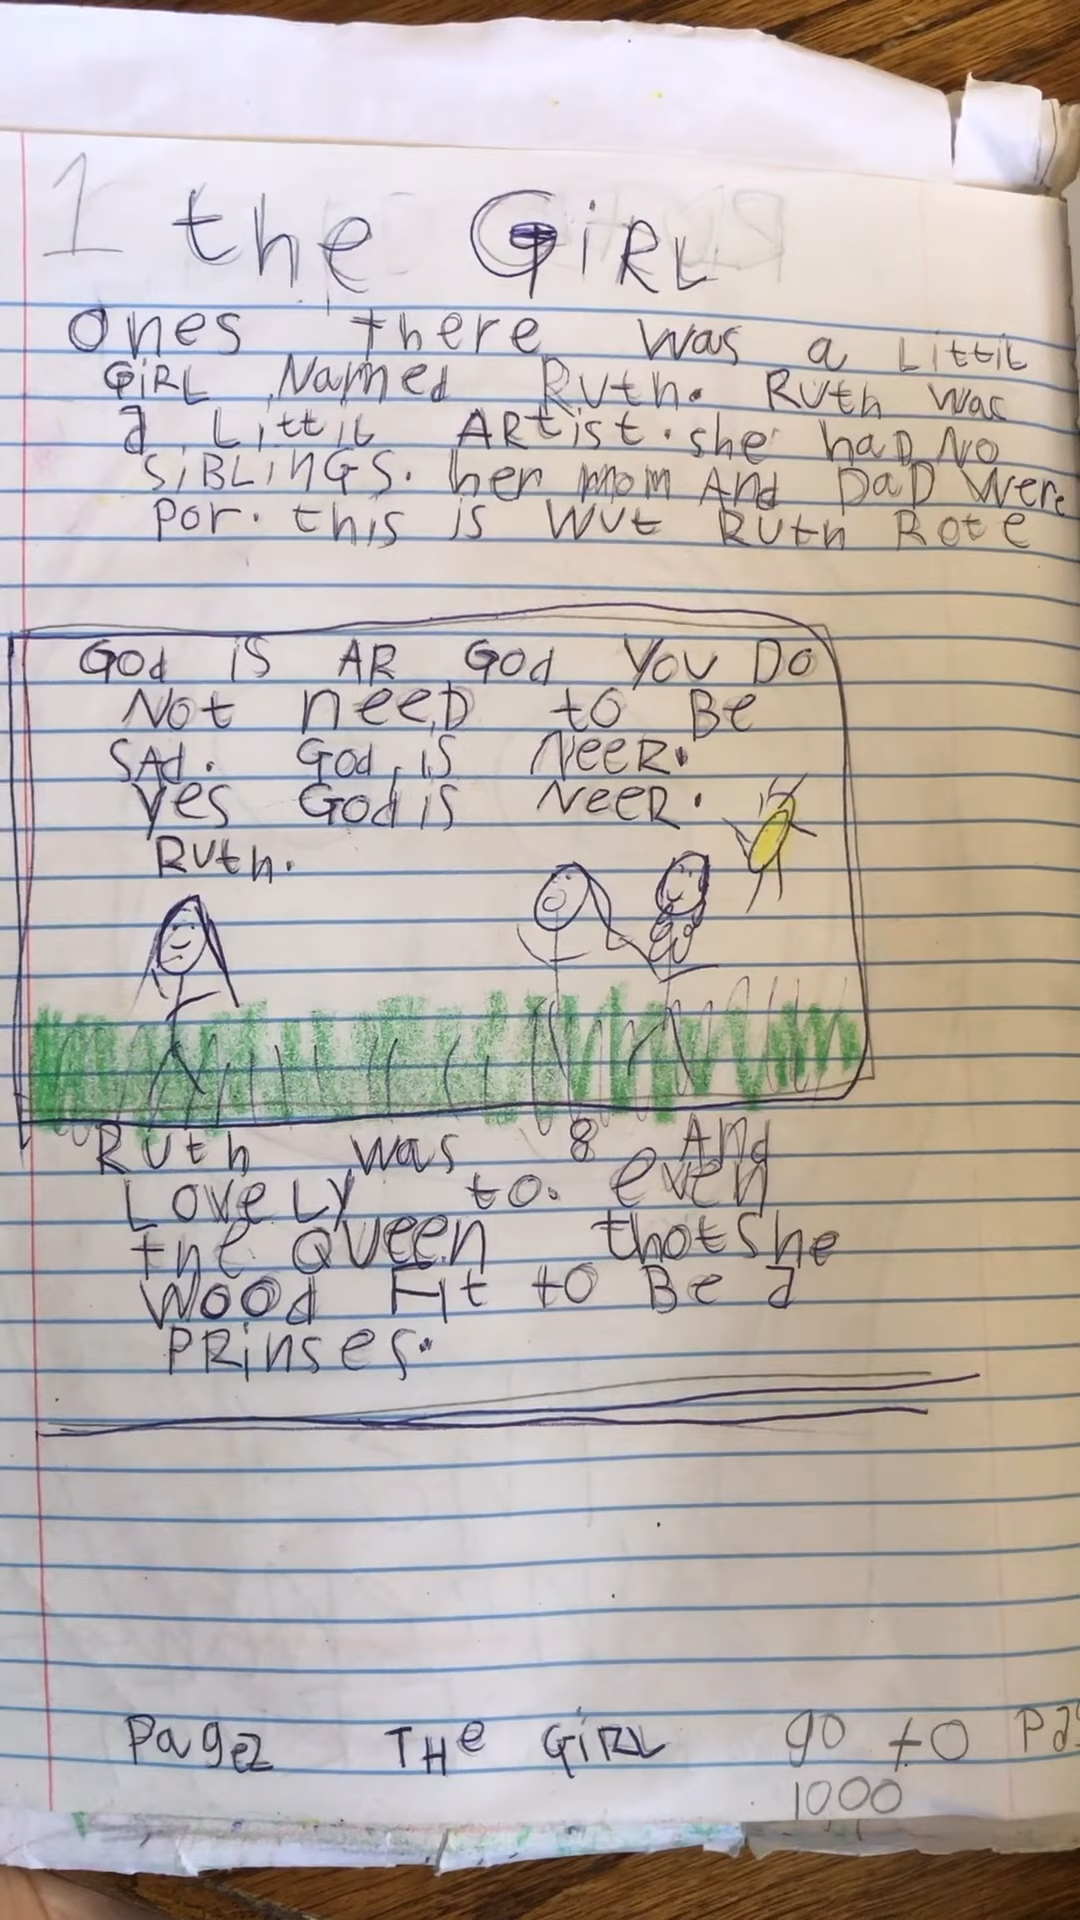 1 the GiRL
ones there was a Littil
GiRL Named Ruth. Ruth was
a Littil ARtist. she had No
SiBLiNGS. her mom And DaD were
Por. this is wut Ruth Rote
God iS AR God You Do
Not neeD to Be
SAd. God is NeeR.
Yes God is NeeR.
Ruth.
Ruth was 8 And
LoveLy to. even
the Queen thot she
Wood Fit to Be a
PRinses.
Page2 THe GiRL go to Pa
1000